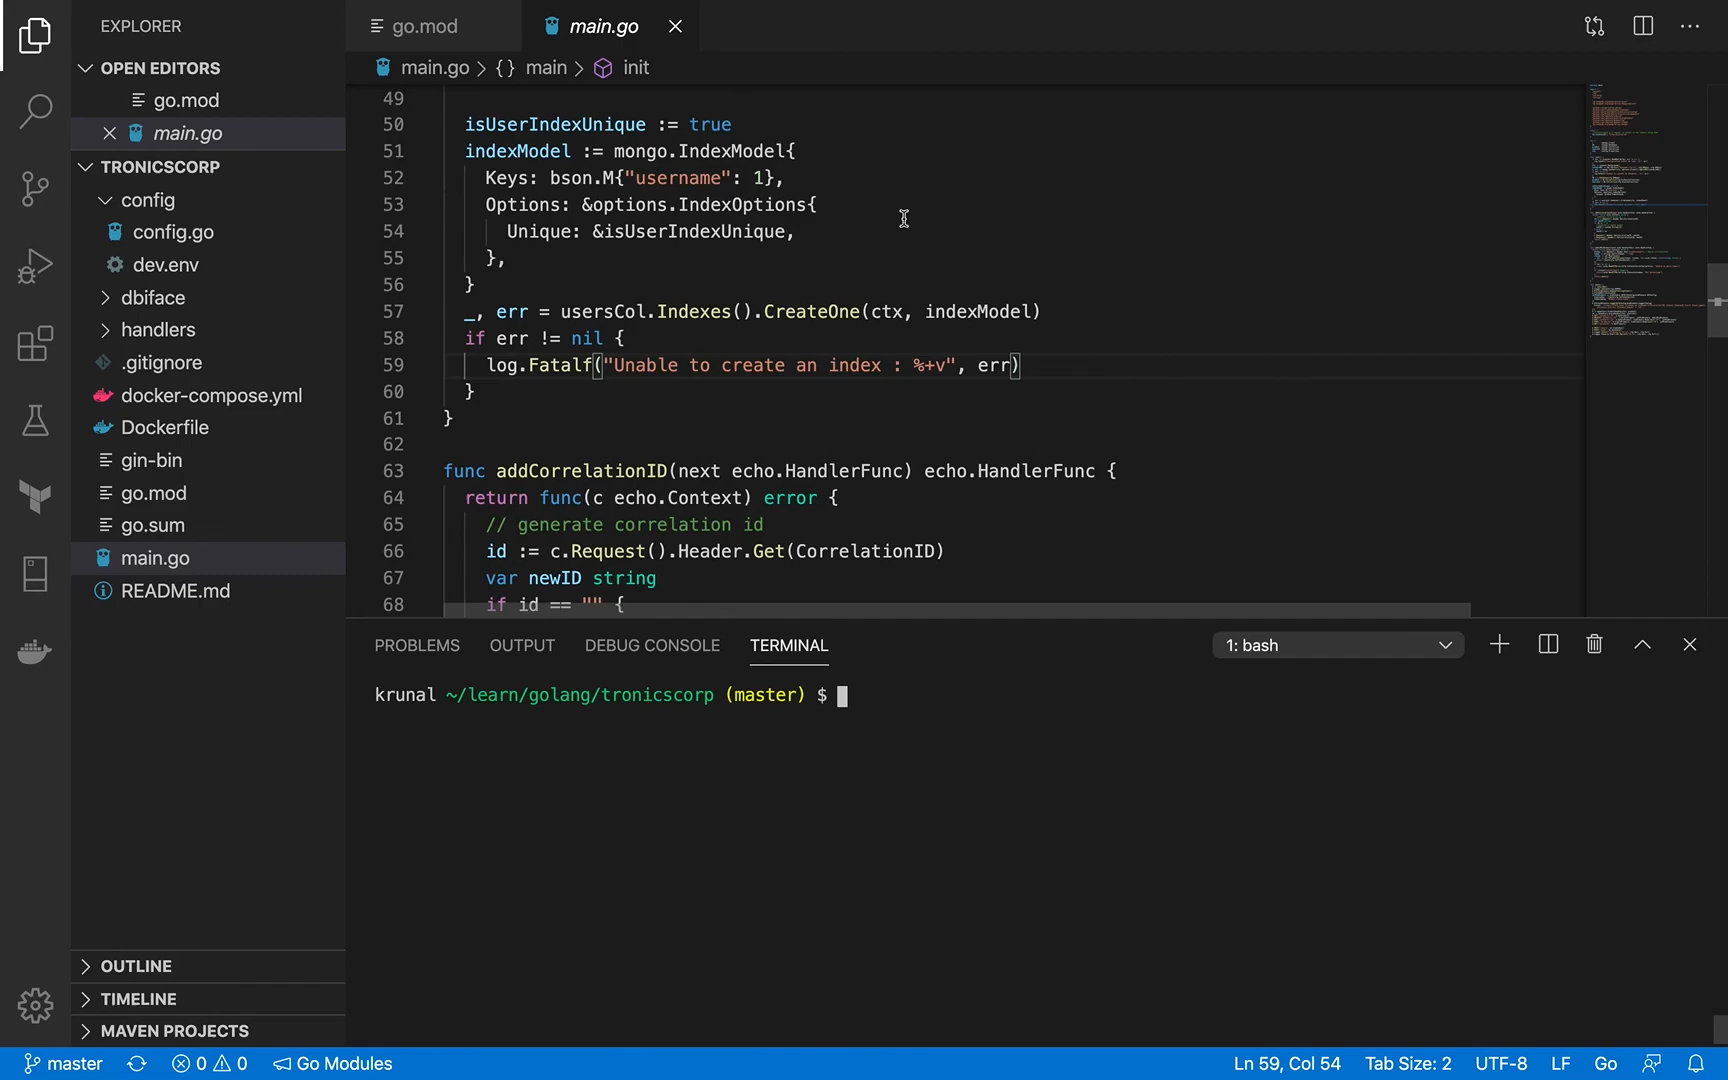 EXPLORER
OPEN EDITORS
go.mod
main.go
TRONICSCORP
config
config.go
dev.env
dbiface
handlers
.gitignore
docker-compose.yml
Dockerfile
gin-bin
go.mod
go.sum
main.go
README.md
OUTLINE
TIMELINE
MAVEN PROJECTS
go.mod
main.go
main.go > {} main > init
49
50 isUserIndexUnique := true
51 indexModel := mongo.IndexModel{
52 Keys: bson.M{"username": 1},
53 Options: &options.IndexOptions{
54 Unique: &isUserIndexUnique,
55 },
56 }
57 _, err = usersCol.Indexes().CreateOne(ctx, indexModel)
58 if err != nil {
59 log.Fatalf("Unable to create an index : %+v", err)
60 }
61 }
62
63 func addCorrelationID(next echo.HandlerFunc) echo.HandlerFunc {
64 return func(c echo.Context) error {
65 // generate correlation id
66 id := c.Request().Header.Get(CorrelationID)
67 var newID string
68 if id == "" {
PROBLEMS OUTPUT DEBUG CONSOLE TERMINAL 1: bash
krunal ~/learn/golang/tronicscorp (master) $
master 0 0 Go Modules Ln 59, Col 54 Tab Size: 2 UTF-8 LF Go